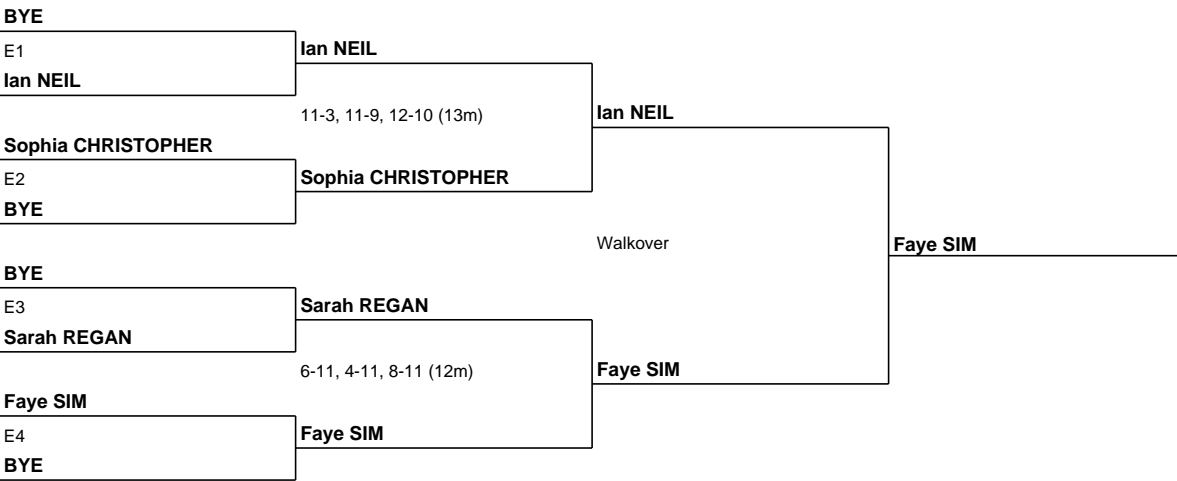 BYE
E1
Ian NEIL
Ian NEIL
11-3, 11-9, 12-10 (13m)
Ian NEIL
Sophia CHRISTOPHER
E2
Sophia CHRISTOPHER
BYE
Walkover
Faye SIM
BYE
E3
Sarah REGAN
Sarah REGAN
6-11, 4-11, 8-11 (12m)
Faye SIM
Faye SIM
E4
Faye SIM
BYE